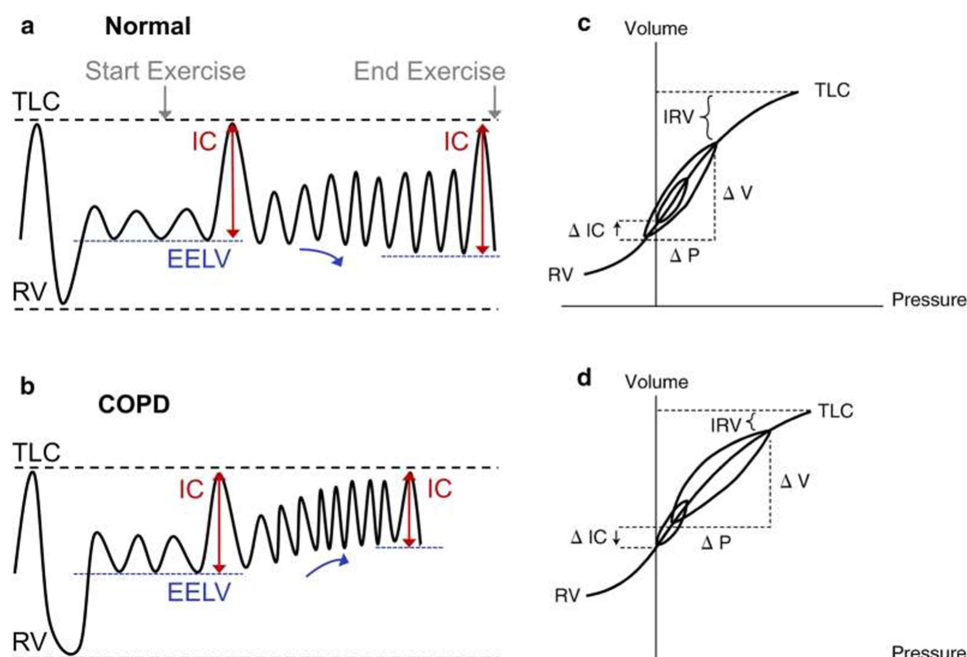 a Normal
Start Exercise
End Exercise
TLC
IC
IC
EELV
RV
b
COPD
TLC
IC
IC
EELV
RV
c
Volume
TLC
IRV
Δ V
Δ IC ↑
Δ P
RV
Pressure
d
Volume
TLC
IRV
Δ V
Δ IC ↓
Δ P
RV
Pressure